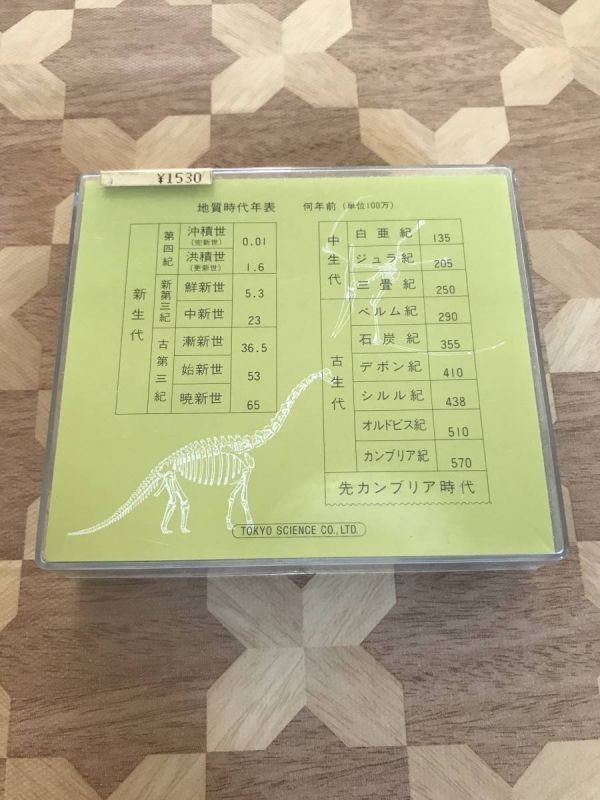 ¥1530
地質時代年表 何年前(単位100万)
新生代
第四紀
沖積世
(完新世)
0.01
洪積世
(更新世)
1.6
新第三紀
鮮新世
5.3
中新世
23
古第三紀
漸新世
36.5
始新世
53
暁新世
65
中生代
白亜紀 135
ジュラ紀 205
三畳紀 250
古生代
ペルム紀 290
石炭紀 355
デボン紀 410
シルル紀 438
オルドビス紀 510
カンブリア紀 570
先カンブリア時代
TOKYO SCIENCE CO., LTD.